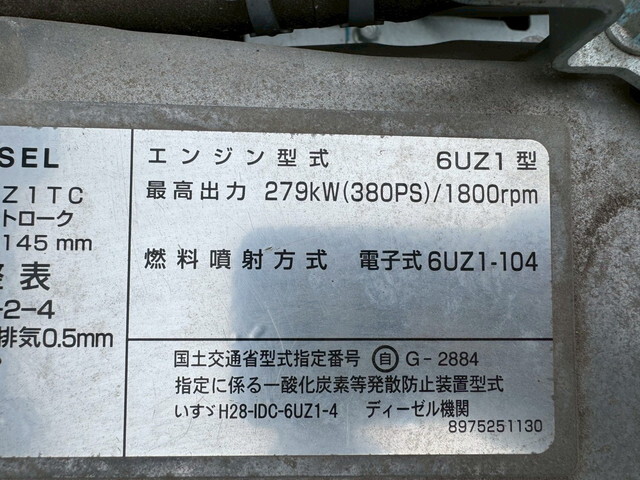 SEL
Z1TC
トローク
145 mm
整 表
-2-4
排気0.5mm
エンジン型式 6UZ1型
最高出力 279kW(380PS)/1800rpm
燃料噴射方式 電子式6UZ1-104
国土交通省型式指定番号 ㊀自 G-2884
指定に係る一酸化炭素等発散防止装置型式
いすゞH28-IDC-6UZ1-4 ディーゼル機関
8975251130